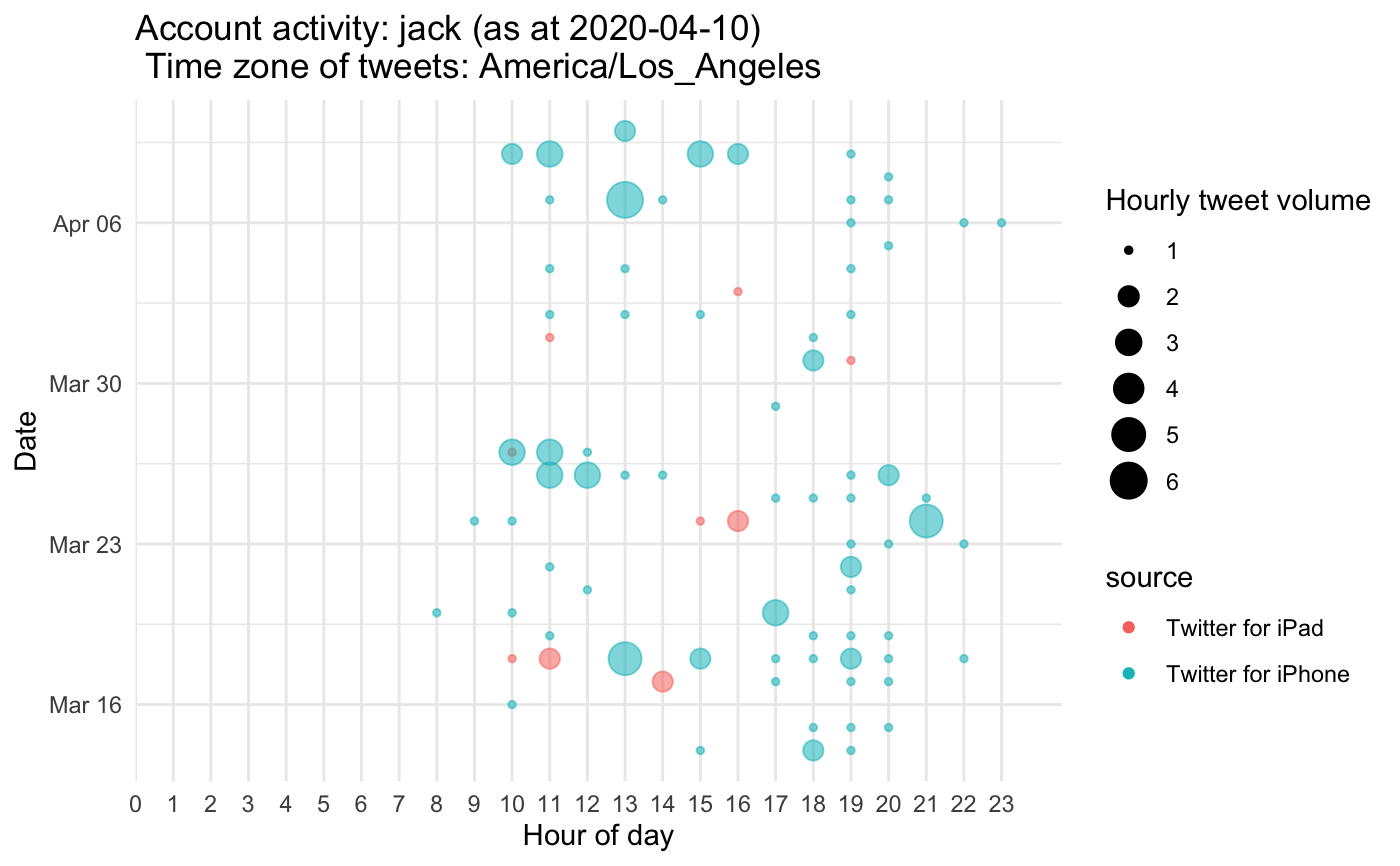 Account activity: jack (as at 2020-04-10)
Time zone of tweets: America/Los_Angeles
Apr 06
Mar 30
Mar 23
Mar 16
Date
0 1 2 3 4 5 6 7 8 9 10 11 12 13 14 15 16 17 18 19 20 21 22 23
Hour of day
Hourly tweet volume
1
2
3
4
5
6
source
Twitter for iPad
Twitter for iPhone